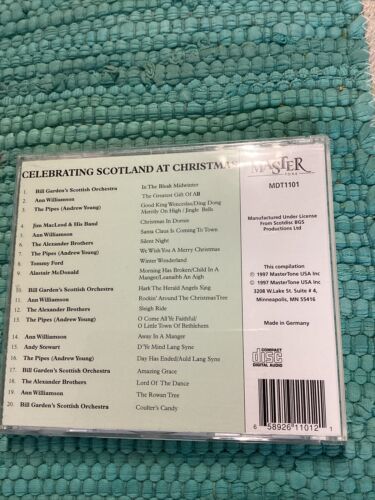 CELEBRATING SCOTLAND AT CHRISTMAS
1. Bill Garden's Scottish Orchestra In The Bleak Midwinter
2. Ann Williamson The Greatest Gift Of All
3. The Pipes (Andrew Young) Good King Wenceslas/Ding Dong
Merrily On High / Jingle Bells
4. Jim MacLeod & His Band Christmas In Dornie
5. Ann Williamson Santa Claus Is Coming To Town
6. The Alexander Brothers Silent Night
7. The Pipes (Andrew Young) We Wish You A Merry Christmas
8. Tommy Ford Winter Wonderland
9. Alastair McDonald Morning Has Broken/Child In A
Manger/Leanaibh An Aigh
10. Bill Garden's Scottish Orchestra Hark The Herald Angels Sing
11. Ann Williamson Rockin' Around The Christmas Tree
12. The Alexander Brothers Sleigh Ride
13. The Pipes (Andrew Young) O Come All Ye Faithful/
O Little Town Of Bethlehem
14. Ann Williamson Away In A Manger
15. Andy Stewart D'Ye Mind Lang Syne
16. The Pipes (Andrew Young) Day Has Ended/Auld Lang Syne
17. Bill Garden's Scottish Orchestra Amazing Grace
18. The Alexander Brothers Lord Of The Dance
19. Ann Williamson The Rowan Tree
20. Bill Garden's Scottish Orchestra Coulter's Candy
MASTER
TONE
MDT1101
Manufactured Under License
From Scotdisc BGS
Productions Ltd
This compilation
℗ 1997 MasterTone USA Inc
© 1997 MasterTone USA Inc
3208 W.Lake St. Suite # 4,
Minneapolis, MN 55416
Made in Germany
COMPACT
disc
DIGITAL AUDIO
6 58926 11012 1